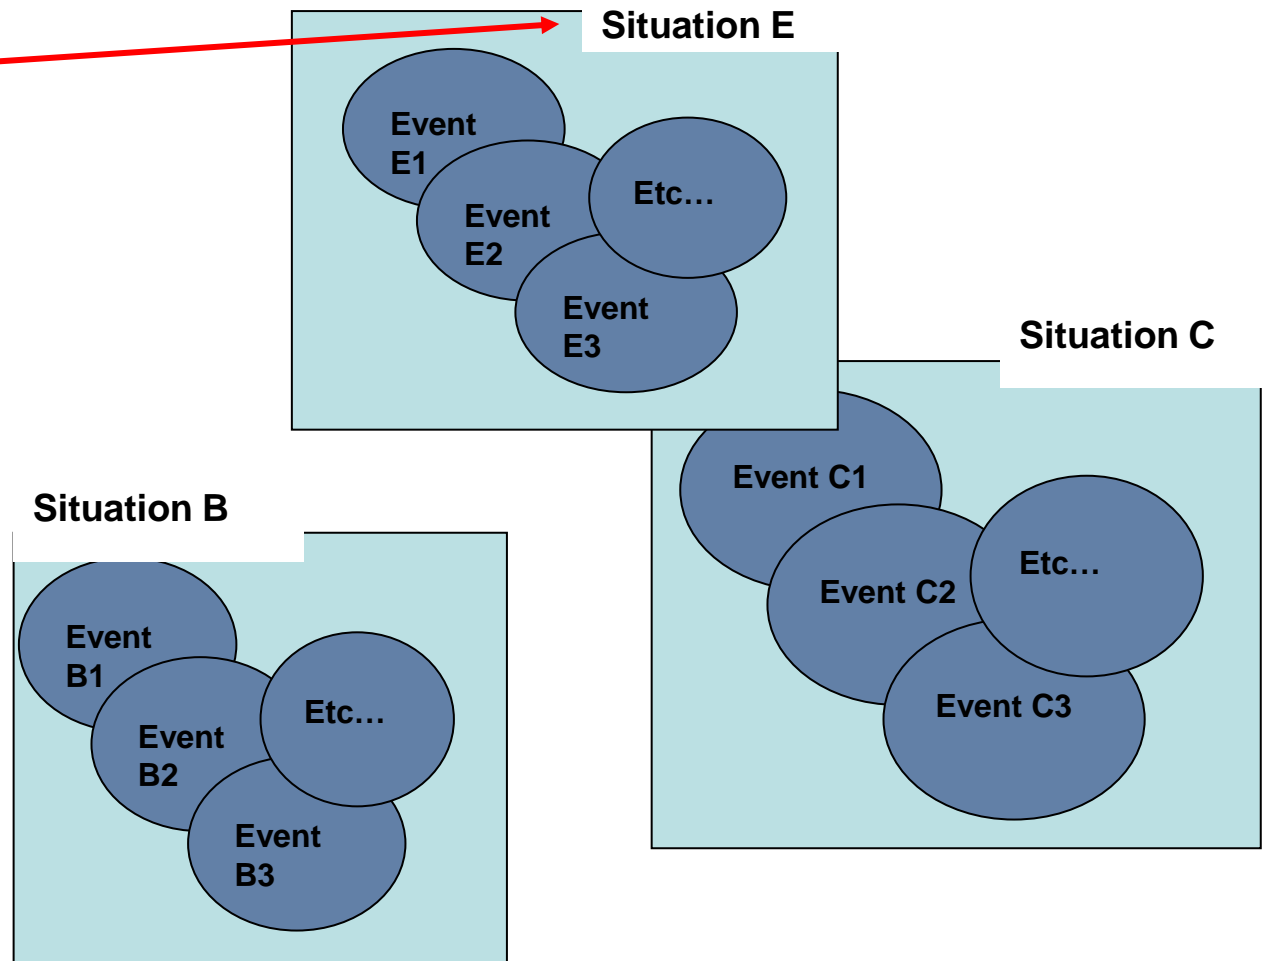 Situation E
Event
E1
Etc…
Event
E2
Event
E3
Situation C
Event C1
Etc…
Event C2
Event C3
Situation B
Event
B1
Etc…
Event
B2
Event
B3